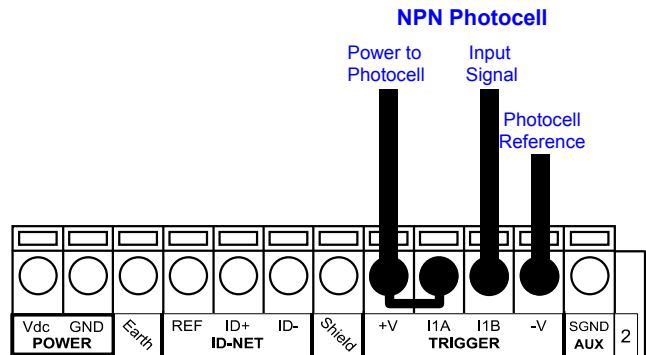 NPN Photocell
Power to
Photocell
Input
Signal
Photocell
Reference
Vdc GND Earth REF ID+ ID- Shield +V I1A I1B -V SGND
POWER ID-NET TRIGGER AUX 2